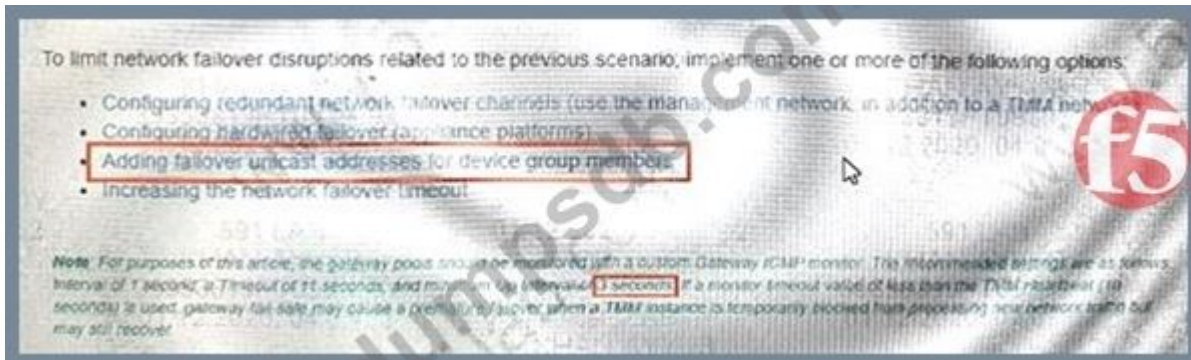 To limit network failover disruptions related to the previous scenario, implement one or more of the following options:
• Configuring redundant network failover channels (use the management network, in addition to a TMM
• Configuring hardwired failover (appliance platforms)
• Adding failover unicast addresses for device group members
• Increasing the network failover timeout
f5
Note: For purposes of this article, the gateway pools should be monitored with a custom Gateway ICMP monitor. The recommended settings are as follows
Interval of 1 second, a Timeout of 11 seconds, and 3 seconds. If a monitor timeout value of less than the TMM heartbeat (10
seconds) is used, gateway fail-safe may cause a premature failover when a TMM instance is temporarily blocked from processing new network traffic but
may still recover